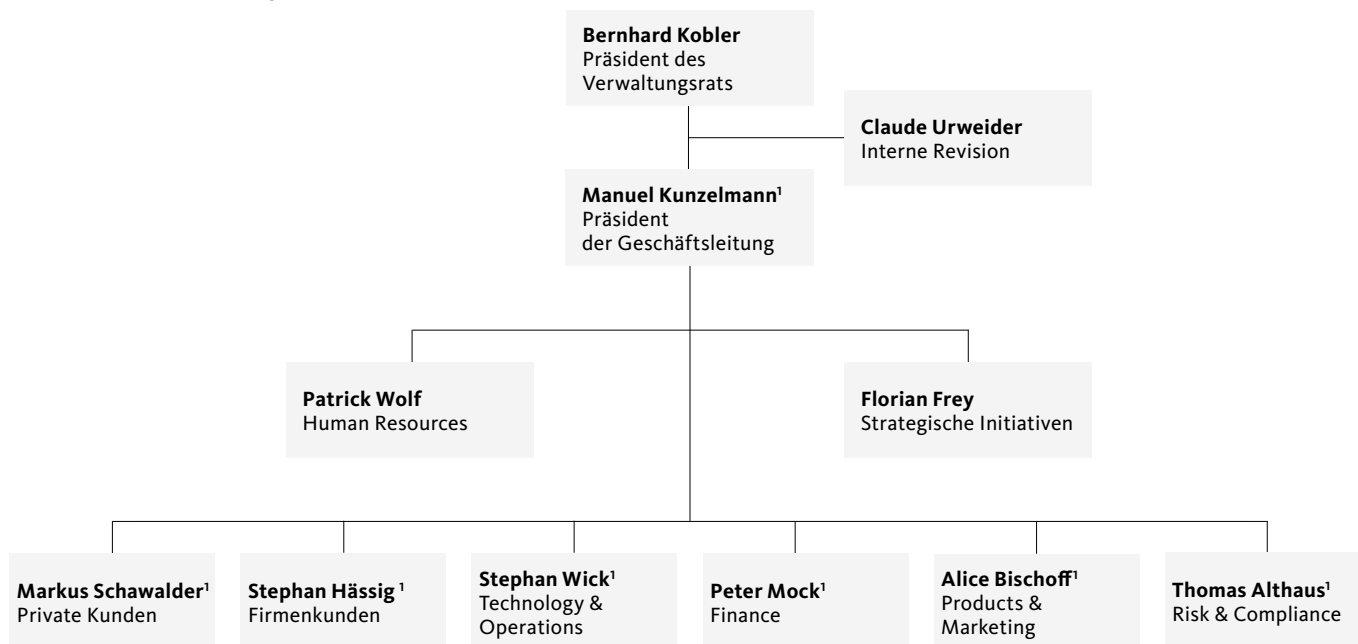 Bernhard Kobler
Präsident des
Verwaltungsrats
Claude Urweider
Interne Revision
Manuel Kunzelmann¹
Präsident
der Geschäftsleitung
Patrick Wolf
Human Resources
Florian Frey
Strategische Initiativen
Markus Schawalder¹
Private Kunden
Stephan Hässig ¹
Firmenkunden
Stephan Wick¹
Technology &
Operations
Peter Mock¹
Finance
Alice Bischoff¹
Products &
Marketing
Thomas Althaus¹
Risk & Compliance